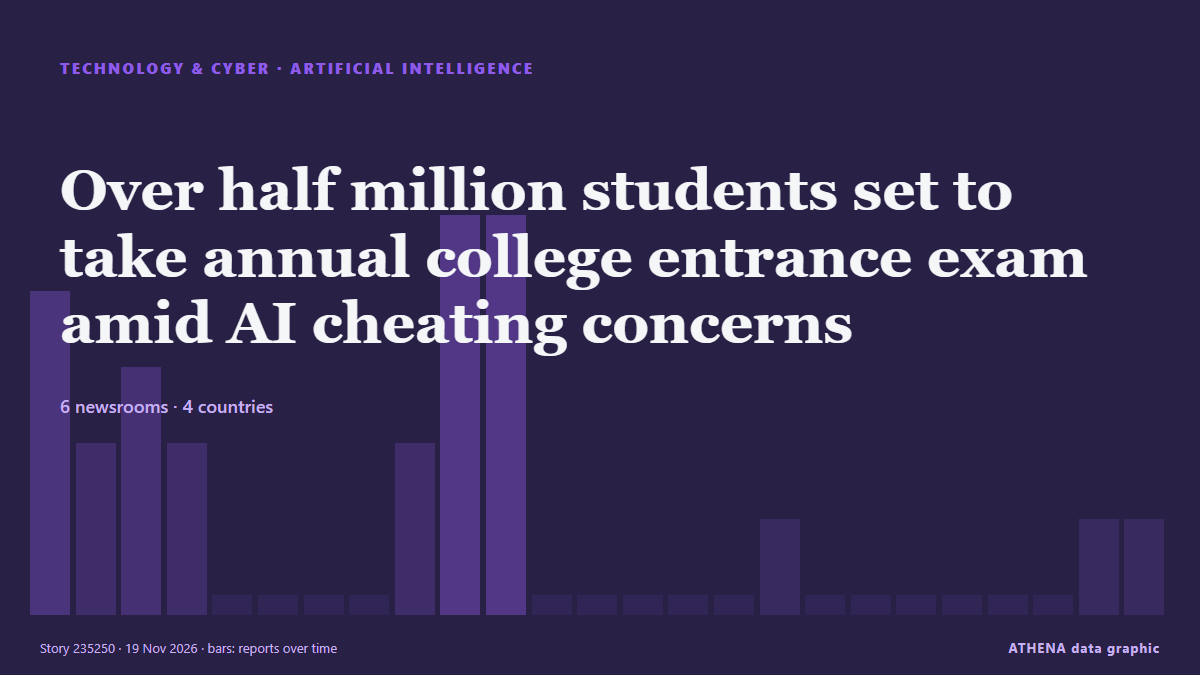 TECHNOLOGY & CYBER · ARTIFICIAL INTELLIGENCE
Over half million students set to
take annual college entrance exam
amid AI cheating concerns
6 newsrooms · 4 countries
Story 235250 · 19 Nov 2026 · bars: reports over time
ATHENA data graphic